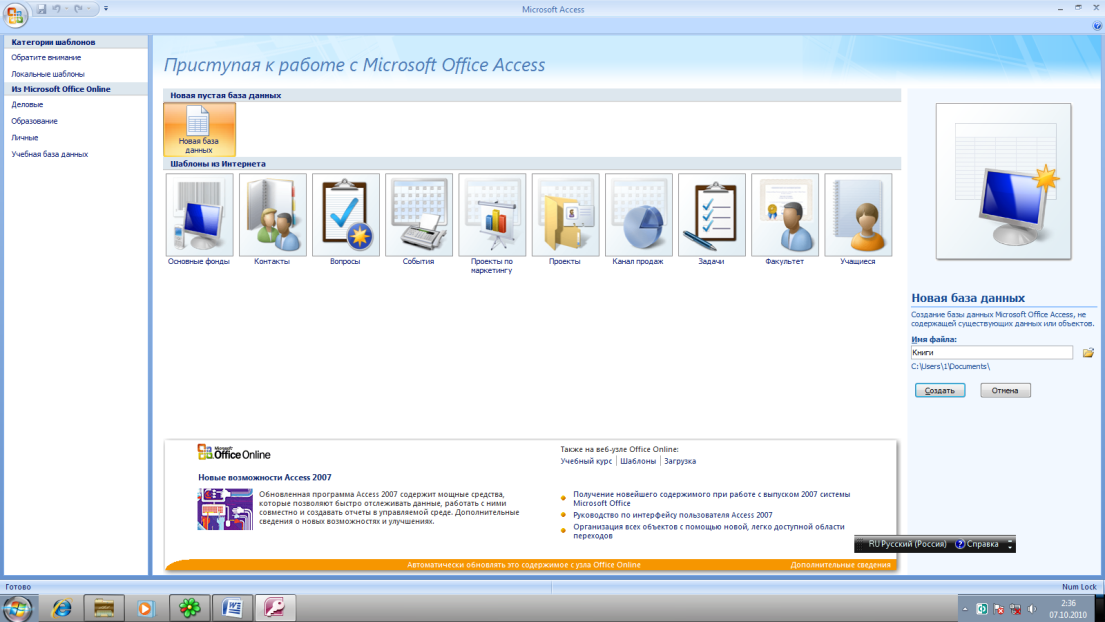 Microsoft Access
Категории шаблонов
Обратите внимание
Локальные шаблоны
Из Microsoft Office Online
Деловые
Образование
Личные
Учебная база данных
Приступая к работе с Microsoft Office Access
Новая пустая база данных
Новая база
данных
Шаблоны из Интернета
Основные фонды
Контакты
Вопросы
События
Проекты по
маркетингу
Проекты
Канал продаж
Задачи
Факультет
Учащиеся
Новая база данных
Создание базы данных Microsoft Office Access, не
содержащей существующих данных или объектов.
Имя файла:
Книги
C:\Users\1\Documents\
Создать
Отмена
Microsoft
Office Online
Новые возможности Access 2007
Обновленная программа Access 2007 содержит мощные средства,
которые позволяют быстро отслеживать данные, работать с ними
совместно и создавать отчеты в управляемой среде. Дополнительные
сведения о новых возможностях и улучшениях.
Также на веб-узле Office Online:
Учебный курс | Шаблоны | Загрузка
Получение новейшего содержимого при работе с выпуском 2007 системы
Microsoft Office
Руководство по интерфейсу пользователя Access 2007
Организация всех объектов с помощью новой, легко доступной области
переходов
RU Русский (Россия) Справка
Автоматически обновлять это содержимое с узла Office Online
Дополнительные сведения
Готово
Num Lock
2:36
07.10.2010